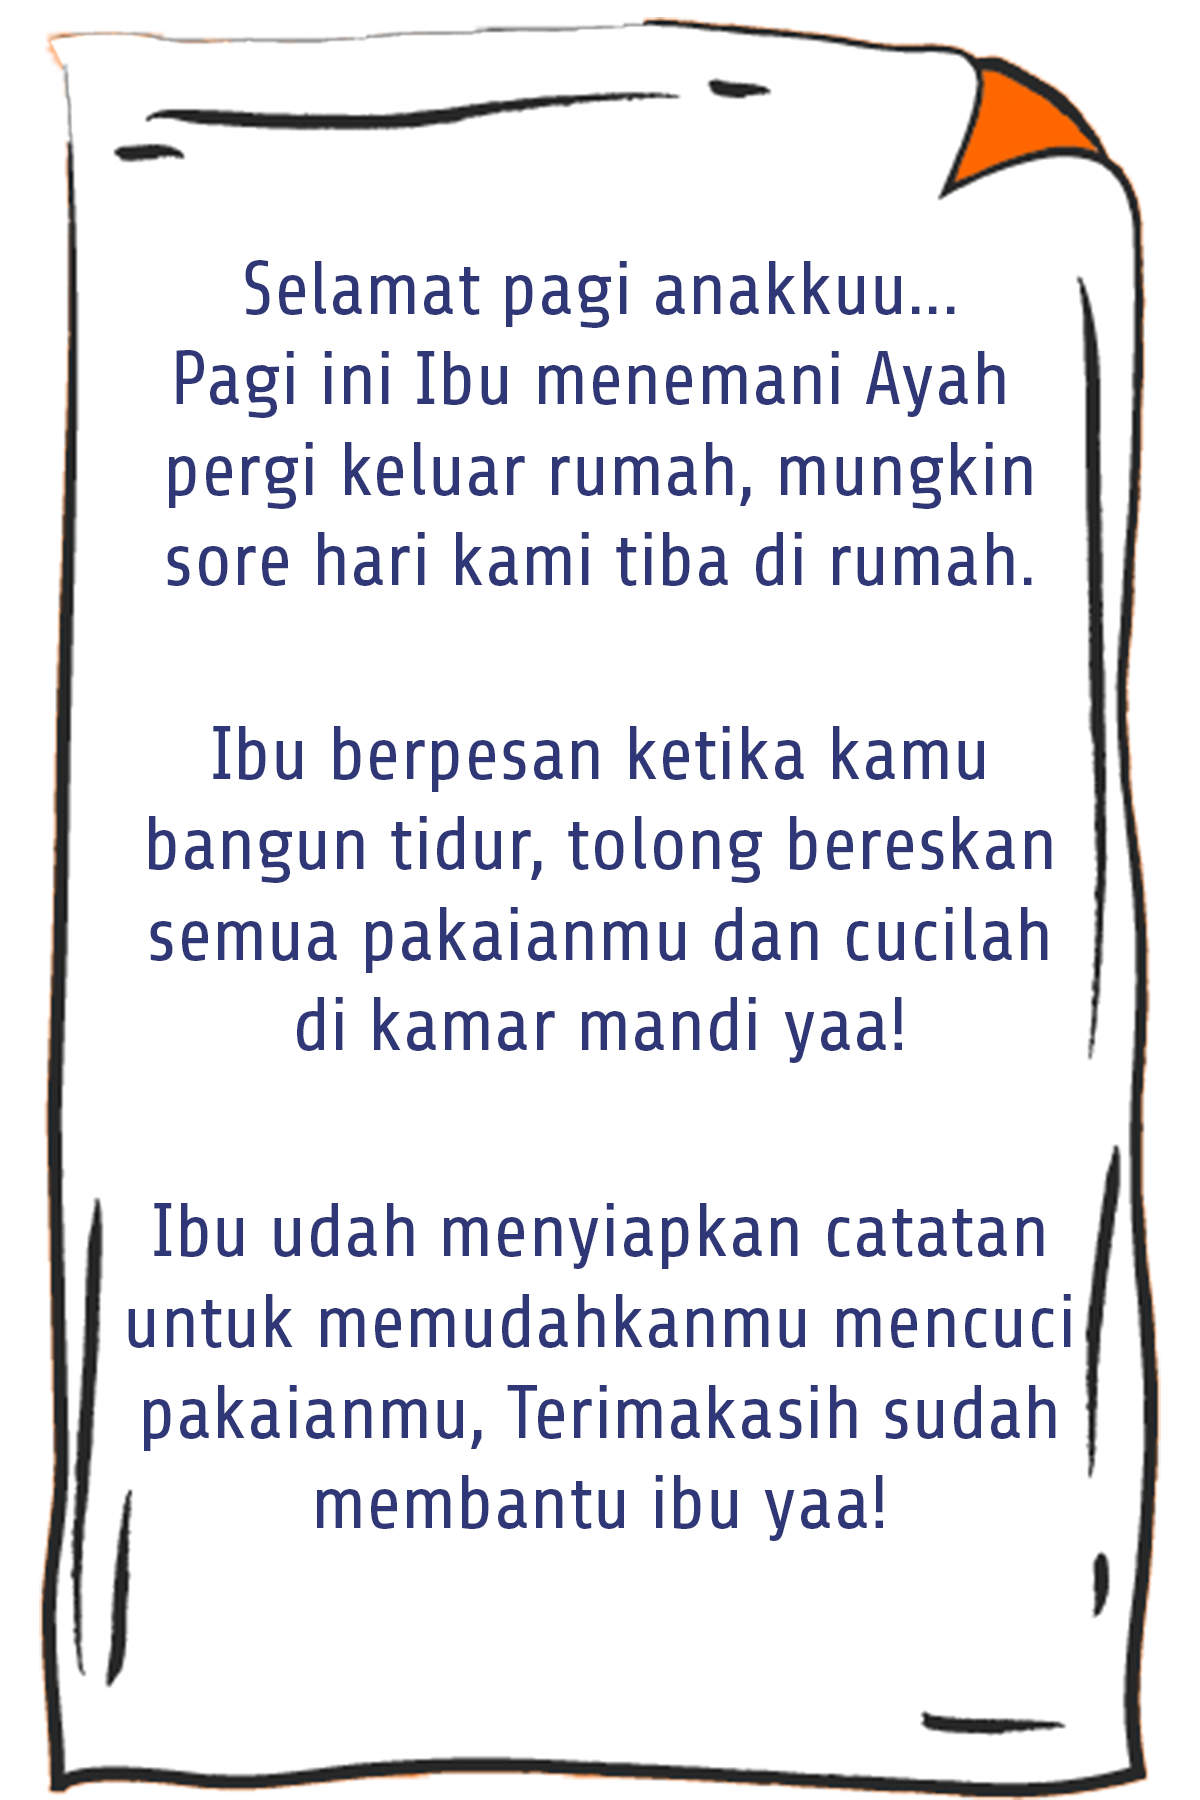 Selamat pagi anakkuu...
Pagi ini Ibu menemani Ayah
pergi keluar rumah, mungkin
sore hari kami tiba di rumah.
Ibu berpesan ketika kamu
bangun tidur, tolong bereskan
semua pakaianmu dan cucilah
di kamar mandi yaa!
Ibu udah menyiapkan catatan
untuk memudahkanmu mencuci
pakaianmu, Terimakasih sudah
membantu ibu yaa!